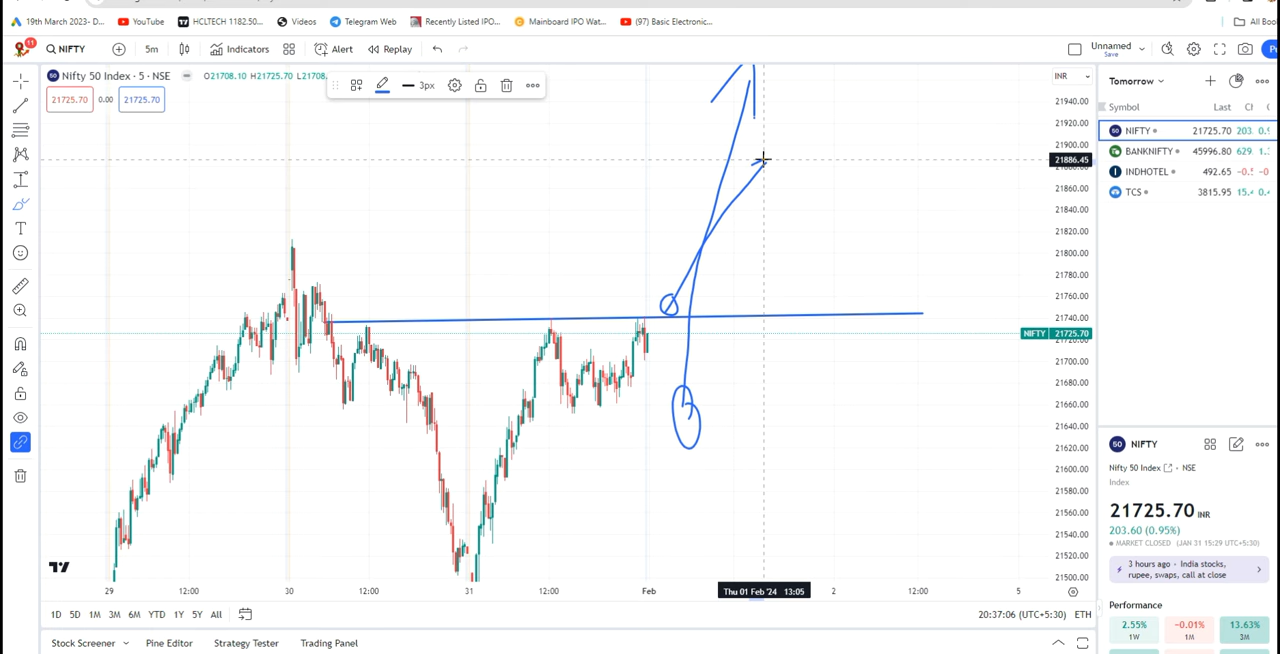 19th March 2023- D...
YouTube
HCLTECH 1182.50...
Videos
Telegram Web
Recently Listed IPO...
Mainboard IPO Wat...
(97) Basic Electronic...
All Boo
11
NIFTY
5m
Indicators
Alert
Replay
Unnamed
Save
Nifty 50 Index · 5 · NSE
O21708.10 H21725.70 L21708.
3px
21725.70 0.00 21725.70
INR
21940.00
21920.00
21900.00
21886.45
21860.00
21840.00
21820.00
21800.00
21780.00
21760.00
21740.00
NIFTY 21725.70
21700.00
21680.00
21660.00
21640.00
21620.00
21600.00
21580.00
21560.00
21540.00
21520.00
21500.00
29
12:00
30
12:00
31
12:00
Feb
Thu 01 Feb '24 13:05
2
12:00
5
1D 5D 1M 3M 6M YTD 1Y 5Y All
20:37:06 (UTC+5:30) ETH
Stock Screener
Pine Editor
Strategy Tester
Trading Panel
Tomorrow
Symbol Last
NIFTY 21725.70 203.
BANKNIFTY 45996.80 629.
INDHOTEL 492.65
TCS 3815.95 15.4
50 NIFTY
Nifty 50 Index · NSE
Index
21725.70 INR
203.60 (0.95%)
MARKET CLOSED (JAN 31 15:29 UTC+5:30)
3 hours ago · India stocks,
rupee, swaps, call at close
Performance
2.55%
1W
−0.01%
1M
13.63%
3M